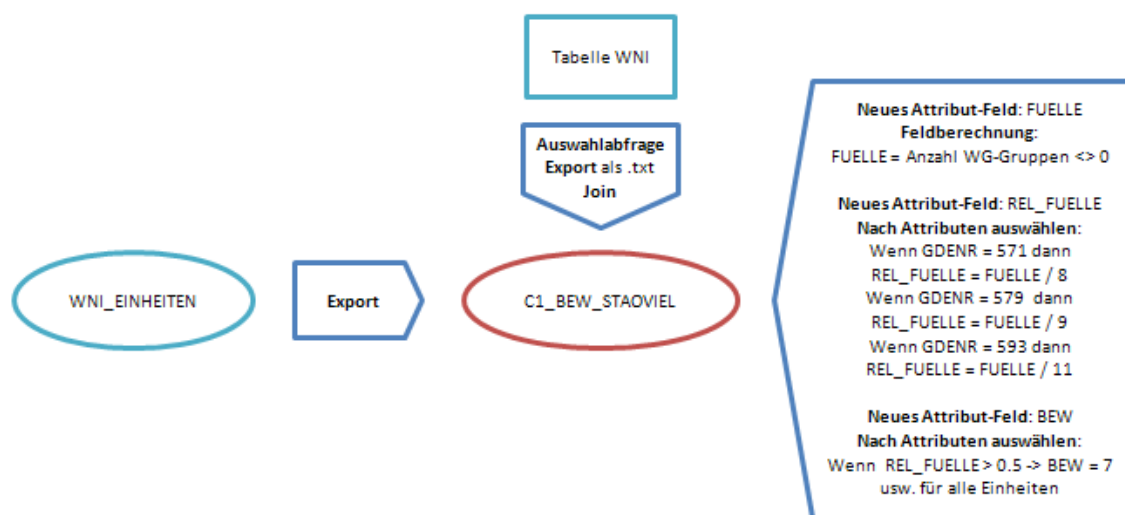 Tabelle WNI
Auswahlabfrage
Export als .txt
Join
WNI_EINHEITEN
Export
C1_BEW_STAOVIEL
Neues Attribut-Feld: FUELLE
Feldberechnung:
FUELLE = Anzahl WG-Gruppen <> 0
Neues Attribut-Feld: REL_FUELLE
Nach Attributen auswählen:
Wenn GDENR = 571 dann
REL_FUELLE = FUELLE / 8
Wenn GDENR = 579 dann
REL_FUELLE = FUELLE / 9
Wenn GDENR = 593 dann
REL_FUELLE = FUELLE / 11
Neues Attribut-Feld: BEW
Nach Attributen auswählen:
Wenn REL_FUELLE > 0.5 -> BEW = 7
usw. für alle Einheiten